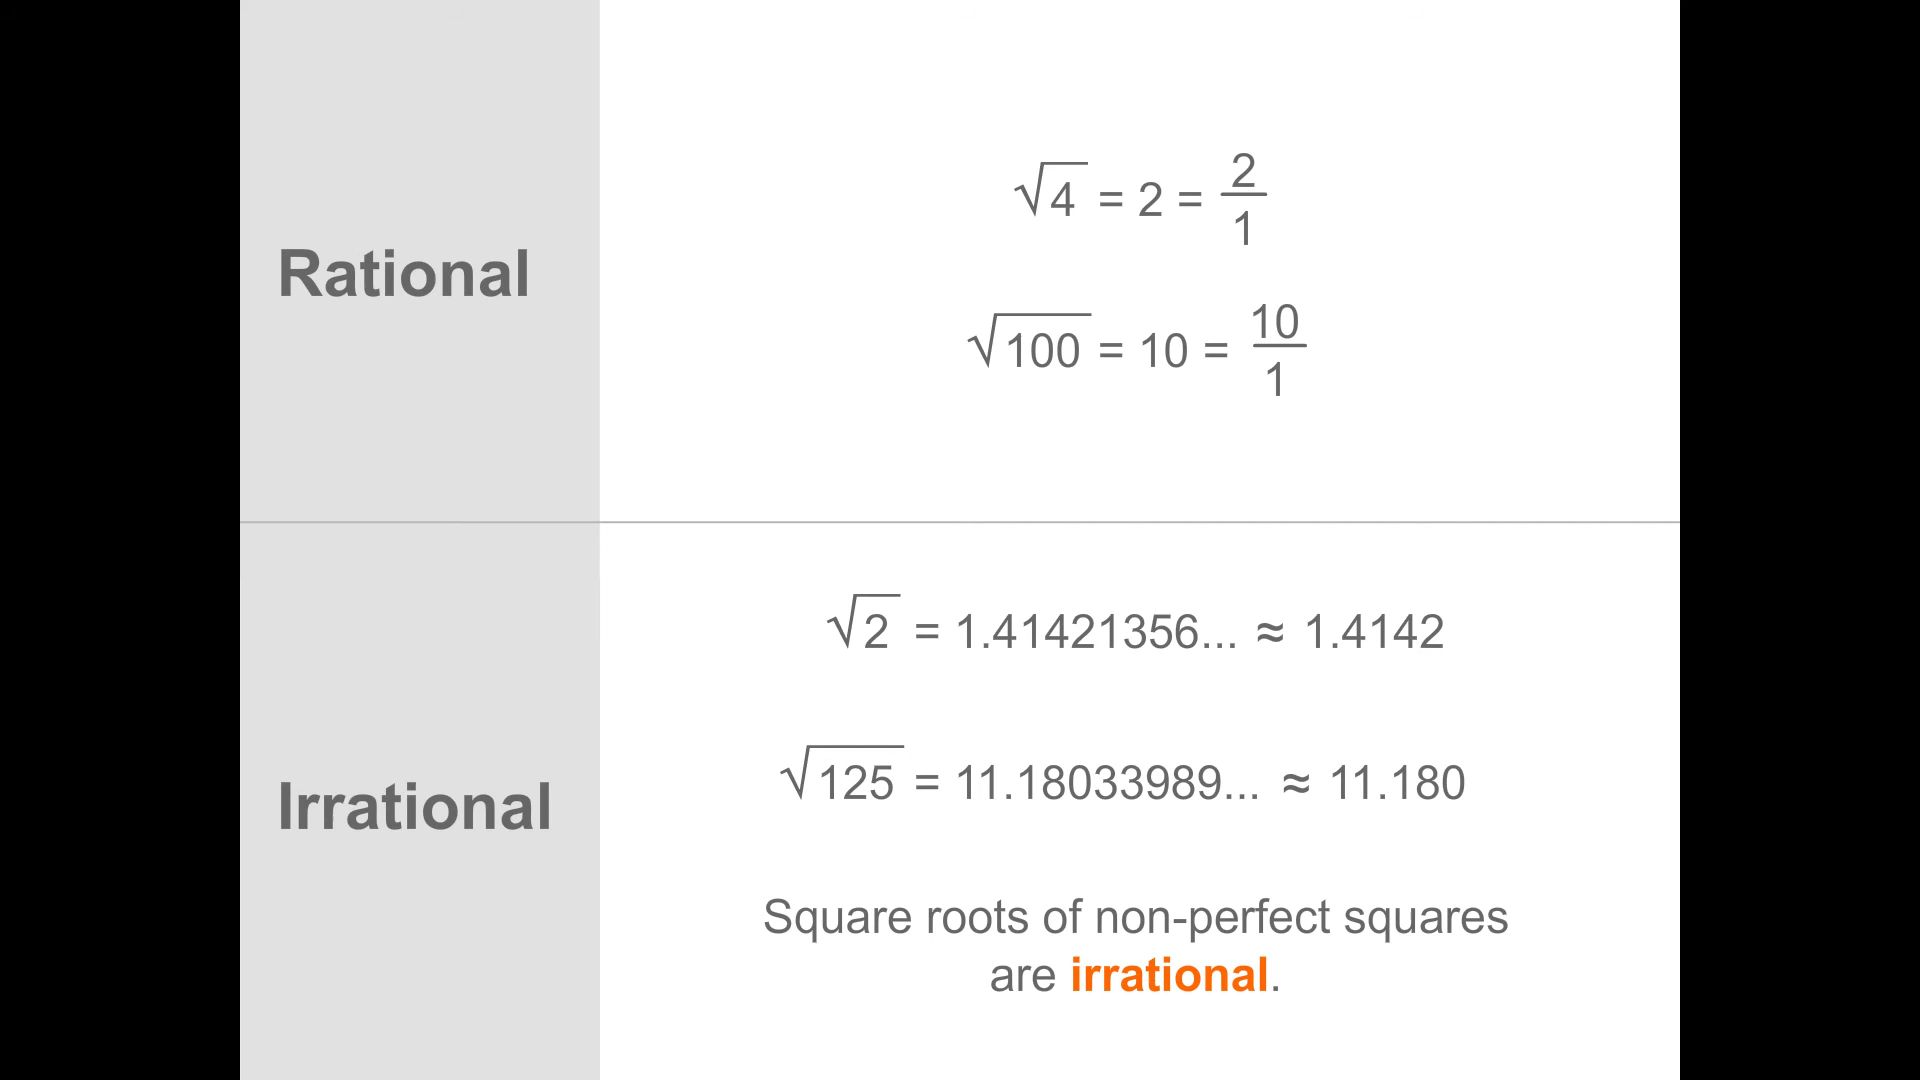 Rational
√4 = 2 = 2/1
√100 = 10 = 10/1
Irrational
√2 = 1.41421356... ≈ 1.4142
√125 = 11.18033989... ≈ 11.180
Square roots of non-perfect squares
are irrational.